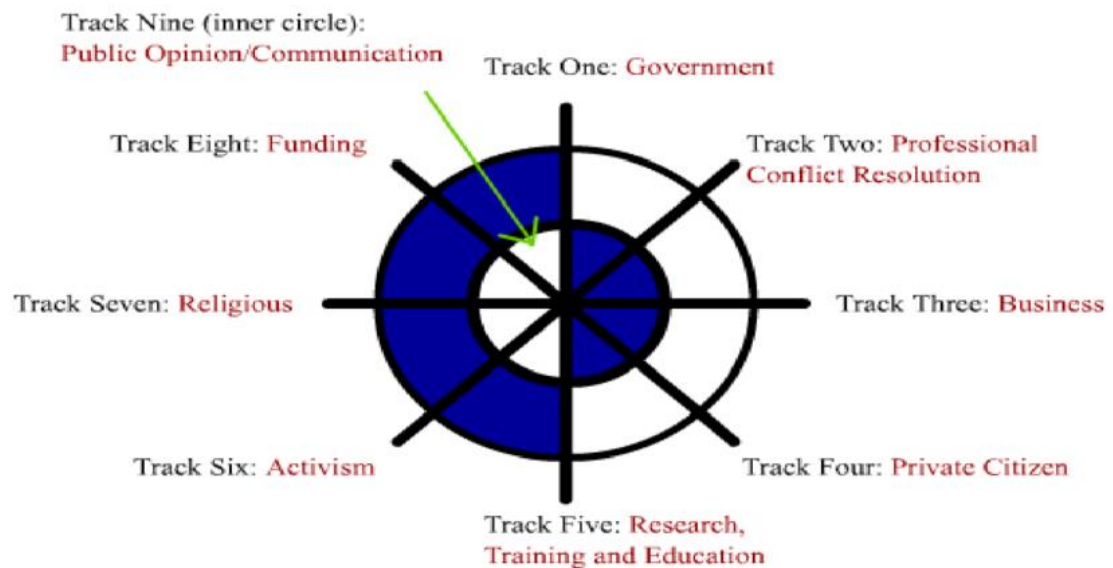 Track Nine (inner circle):
Public Opinion/Communication
Track One: Government
Track Eight: Funding
Track Two: Professional
Conflict Resolution
Track Seven: Religious
Track Three: Business
Track Six: Activism
Track Four: Private Citizen
Track Five: Research,
Training and Education